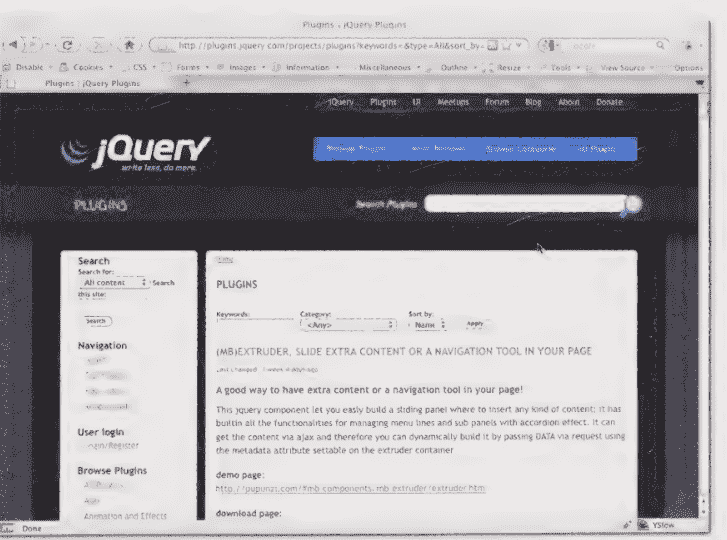 Plugins - jQuery Plugins
http://plugins.jquery.com/projects/plugins?keywords=&type=All&sort_by=
Disable Cookies CSS Forms Images Information Miscellaneous Outline Resize Tools View Source Options
Plugins | jQuery Plugins
jQuery Plugins UI Meetups Forum Blog About Donate
jQuery
write less, do more.
PLUGINS
Search Plugins
Search
Search for:
All content Search
this site:
Search
Navigation
User login
Login/Register
Browse Plugins
Ajax
Animation and Effects
Home
PLUGINS
Keywords: Category: Sort by:
<Any> Name Apply
(MB)EXTRUDER, SLIDE EXTRA CONTENT OR A NAVIGATION TOOL IN YOUR PAGE
A good way to have extra content or a navigation tool in your page!
This jquery component let you easily build a sliding panel where to insert any kind of content; it has
builtin all the functionalities for managing menu lines and sub panels with accordion effect. It can
get the content via ajax and therefore you can dynamically build it by passing DATA via request using
the metadata attribute settable on the extruder container
demo page:
http://pupunzi.com/#mb.components/mb.extruder/extruder.html
download page:
Done
YSlow